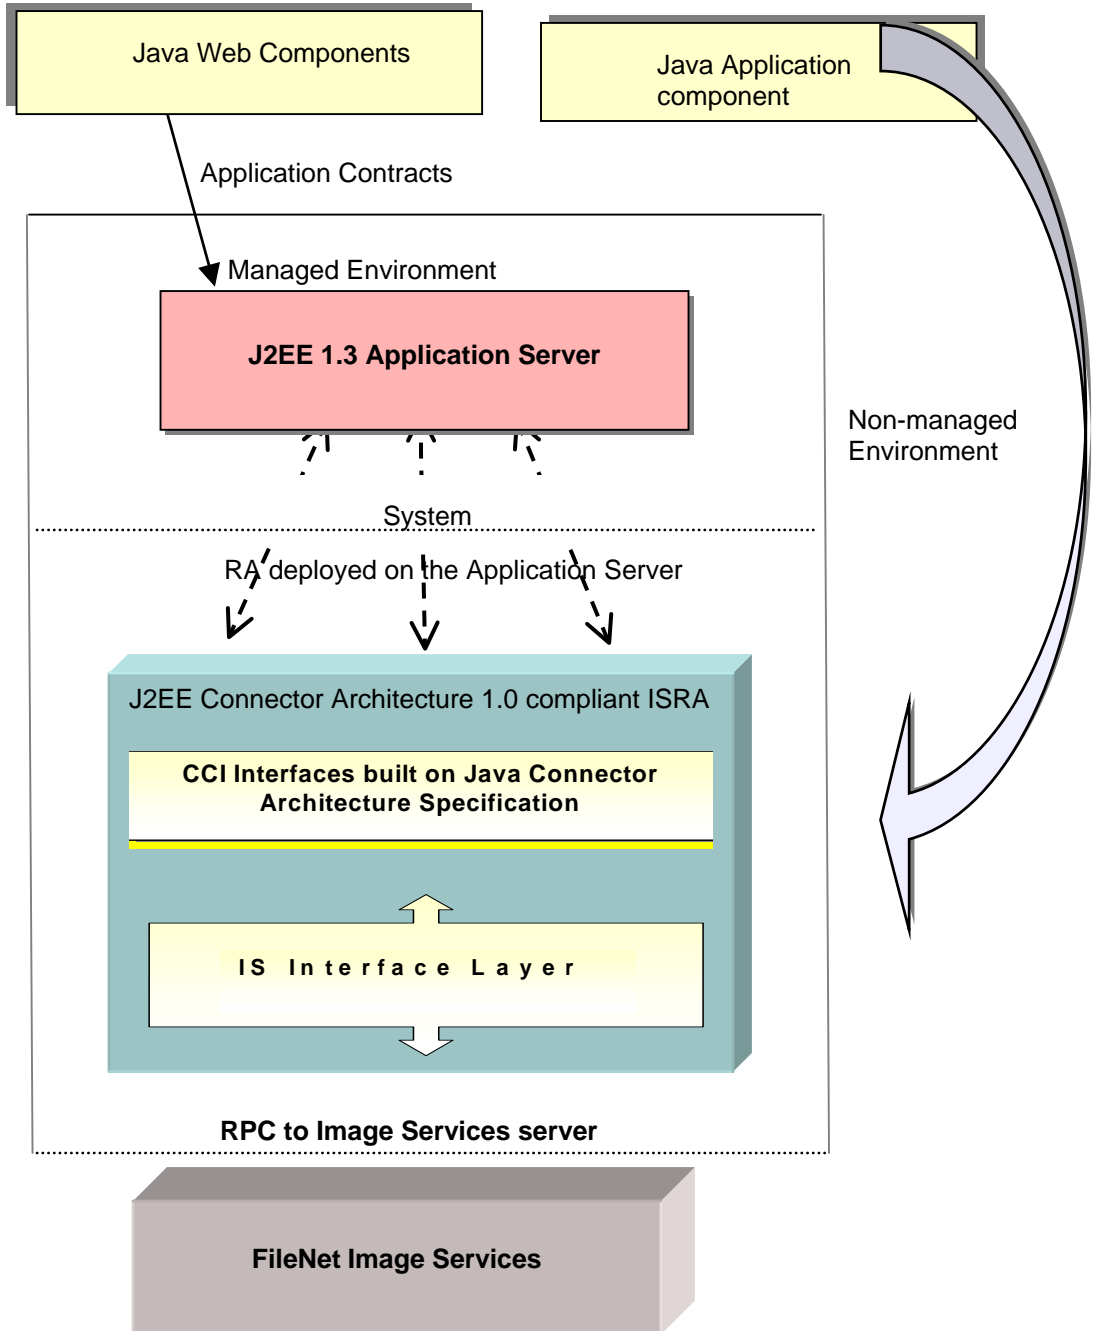 Java Web Components
Java Application
component
Application Contracts
Managed Environment
J2EE 1.3 Application Server
Non-managed
Environment
System
RA deployed on the Application Server
J2EE Connector Architecture 1.0 compliant ISRA
CCI Interfaces built on Java Connector
Architecture Specification
IS Interface Layer
RPC to Image Services server
FileNet Image Services